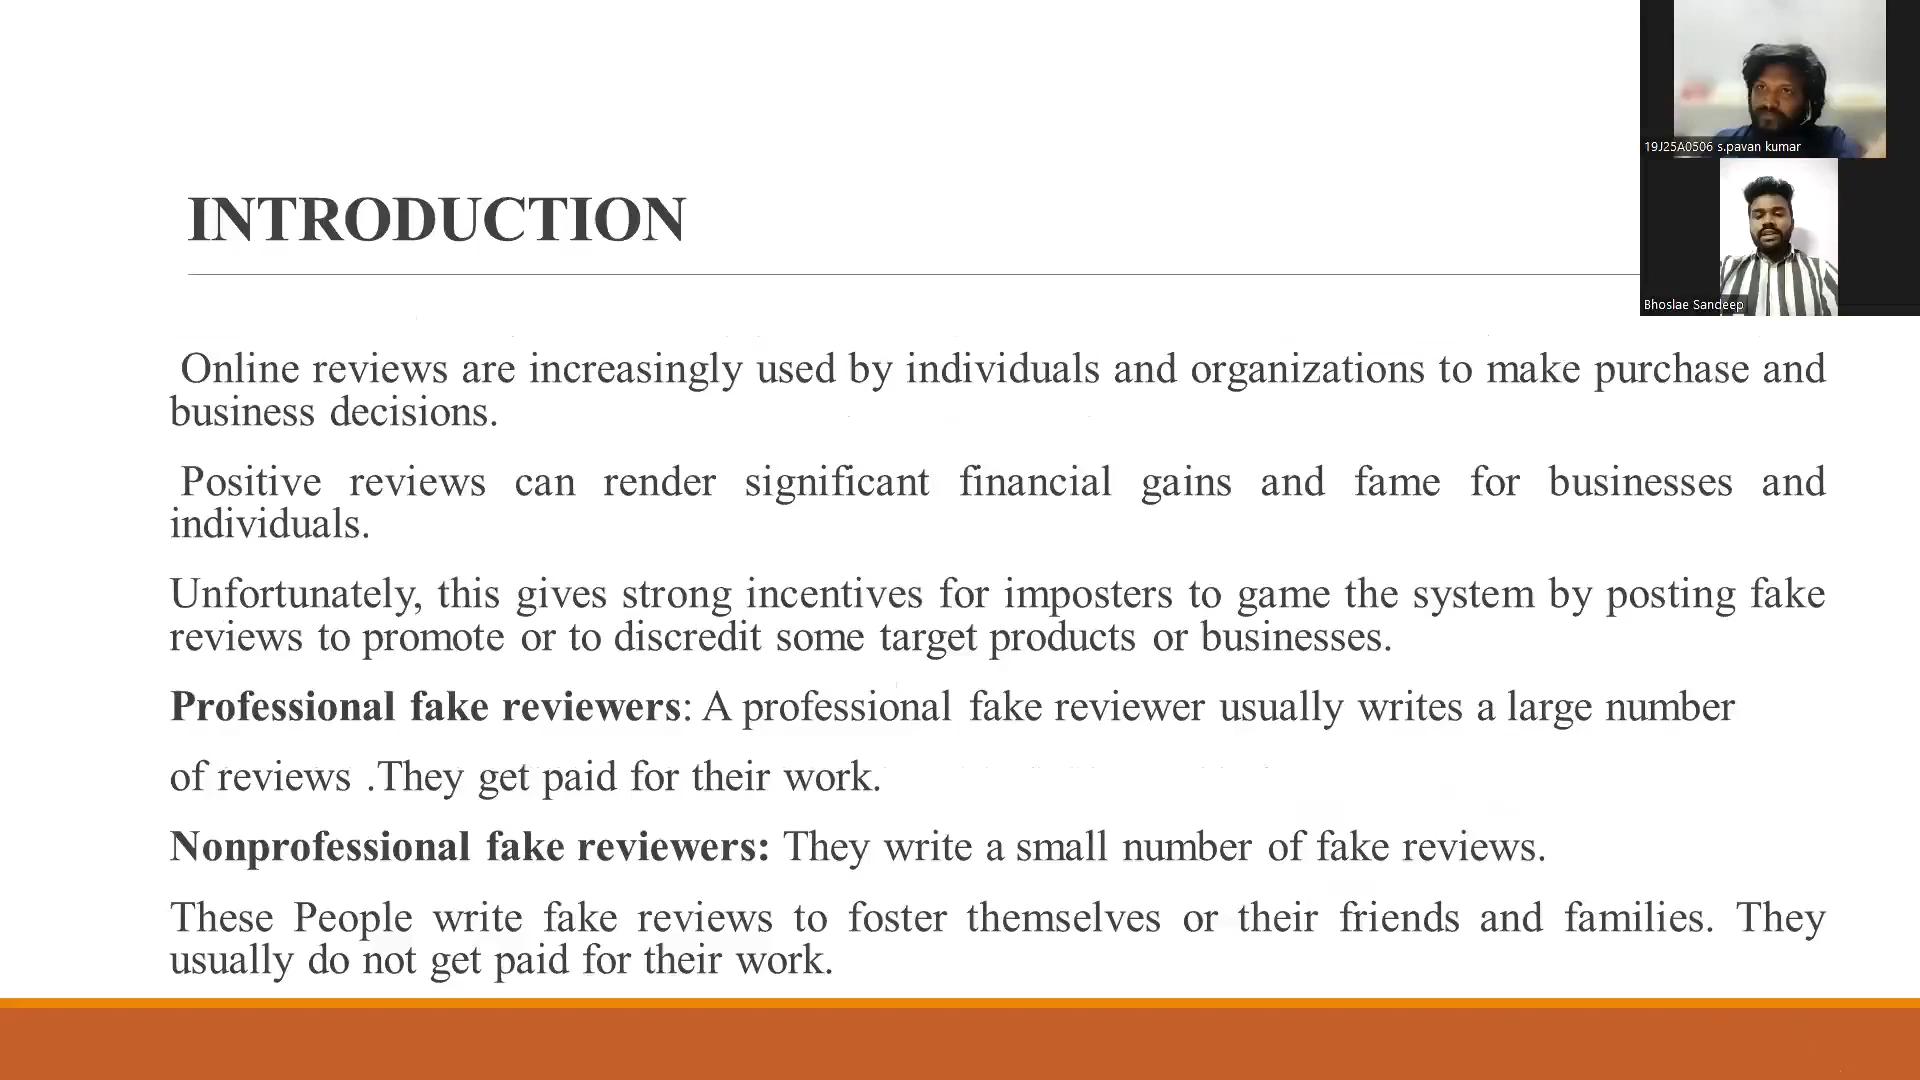 19J25A0506 s.pavan kumar
Bhoslae Sandeep
INTRODUCTION
Online reviews are increasingly used by individuals and organizations to make purchase and
business decisions.
Positive reviews can render significant financial gains and fame for businesses and
individuals.
Unfortunately, this gives strong incentives for imposters to game the system by posting fake
reviews to promote or to discredit some target products or businesses.
Professional fake reviewers: A professional fake reviewer usually writes a large number
of reviews .They get paid for their work.
Nonprofessional fake reviewers: They write a small number of fake reviews.
These People write fake reviews to foster themselves or their friends and families. They
usually do not get paid for their work.